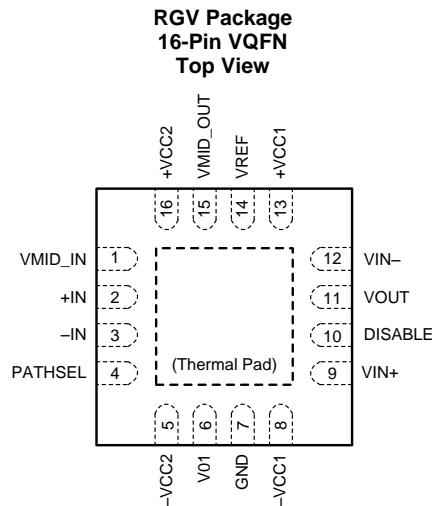 RGV Package
16-Pin VQFN
Top View
+VCC2
VMID_OUT
VREF
+VCC1
16
15
14
13
VMID_IN 1
+IN 2
–IN 3
PATHSEL 4
12 VIN–
11 VOUT
10 DISABLE
9 VIN+
(Thermal Pad)
5
6
7
8
–VCC2
V01
GND
–VCC1